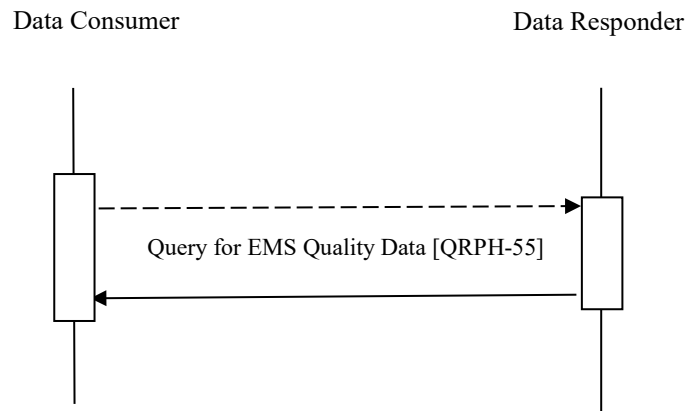 Data Consumer
Data Responder
Query for EMS Quality Data [QRPH-55]